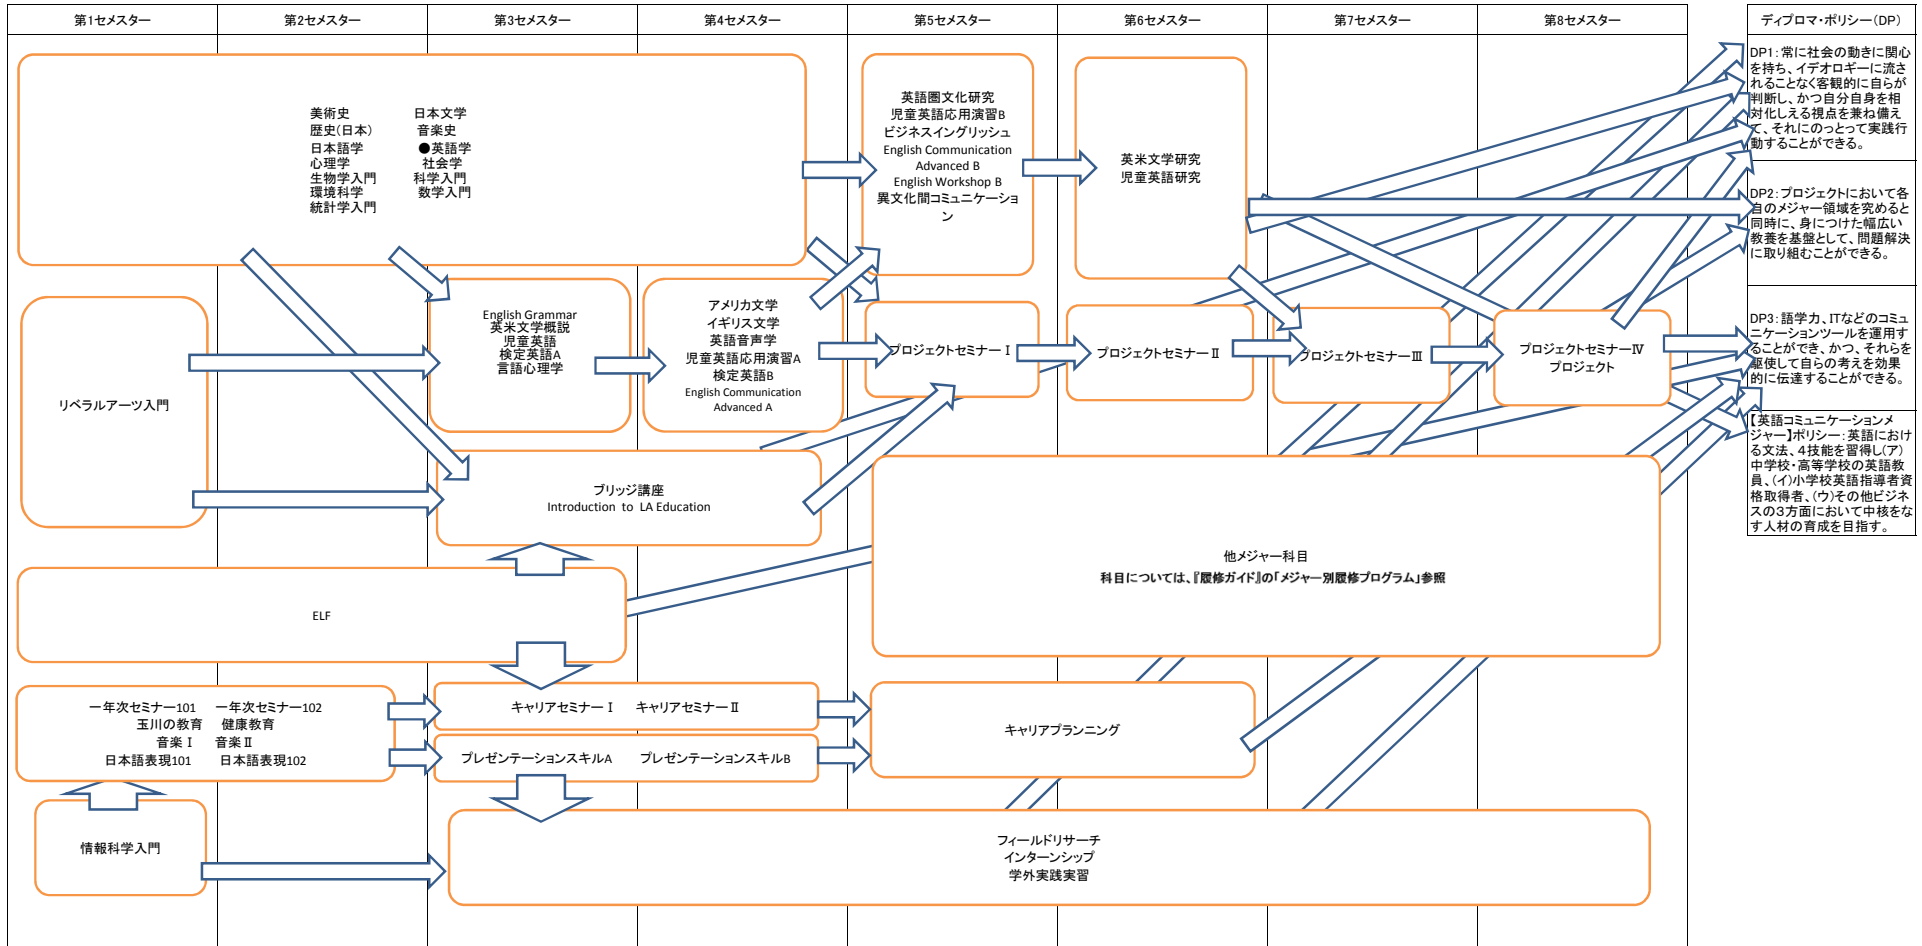 第1セメスター
第2セメスター
第3セメスター
第4セメスター
第5セメスター
第6セメスター
第7セメスター
第8セメスター
ディプロマ・ポリシー(DP)
美術史 日本文学
歴史(日本) 音楽史
日本語学 ●英語学
心理学 社会学
生物学入門 科学入門
環境科学 数学入門
統計学入門
リベラルアーツ入門
English Grammar
英米文学概説
児童英語
検定英語A
言語心理学
アメリカ文学
イギリス文学
英語音声学
児童英語応用演習A
検定英語B
English Communication
Advanced A
英語圏文化研究
児童英語応用演習B
ビジネスイングリッシュ
English Communication
Advanced B
English Workshop B
異文化間コミュニケーショ
ン
英米文学研究
児童英語研究
プロジェクトセミナーⅠ
プロジェクトセミナーⅡ
プロジェクトセミナーⅢ
プロジェクトセミナーⅣ
プロジェクト
ブリッジ講座
Introduction to LA Education
ELF
他メジャー科目
科目については、『履修ガイド』の「メジャー別履修プログラム」参照
一年次セミナー101 一年次セミナー102
玉川の教育 健康教育
音楽Ⅰ 音楽Ⅱ
日本語表現101 日本語表現102
キャリアセミナーⅠ キャリアセミナーⅡ
プレゼンテーションスキルA プレゼンテーションスキルB
キャリアプランニング
情報科学入門
フィールドリサーチ
インターンシップ
学外実践実習
DP1:常に社会の動きに関心
を持ち、イデオロギーに流さ
れることなく客観的に自らが
判断し、かつ自分自身を相
対化しえる視点を兼ね備え
て、それにのっとって実践行
動することができる。
DP2:プロジェクトにおいて各
自のメジャー領域を究めると
同時に、身につけた幅広い
教養を基盤として、問題解決
に取り組むことができる。
DP3:語学力、ITなどのコミュ
ニケーションツールを運用す
ることができ、かつ、それらを
駆使して自らの考えを効果
的に伝達することができる。
【英語コミュニケーションメ
ジャー】ポリシー:英語におけ
る文法、4技能を習得し(ア)
中学校・高等学校の英語教
員、(イ)小学校英語指導者資
格取得者、(ウ)その他ビジネ
スの3方面において中核をな
す人材の育成を目指す。